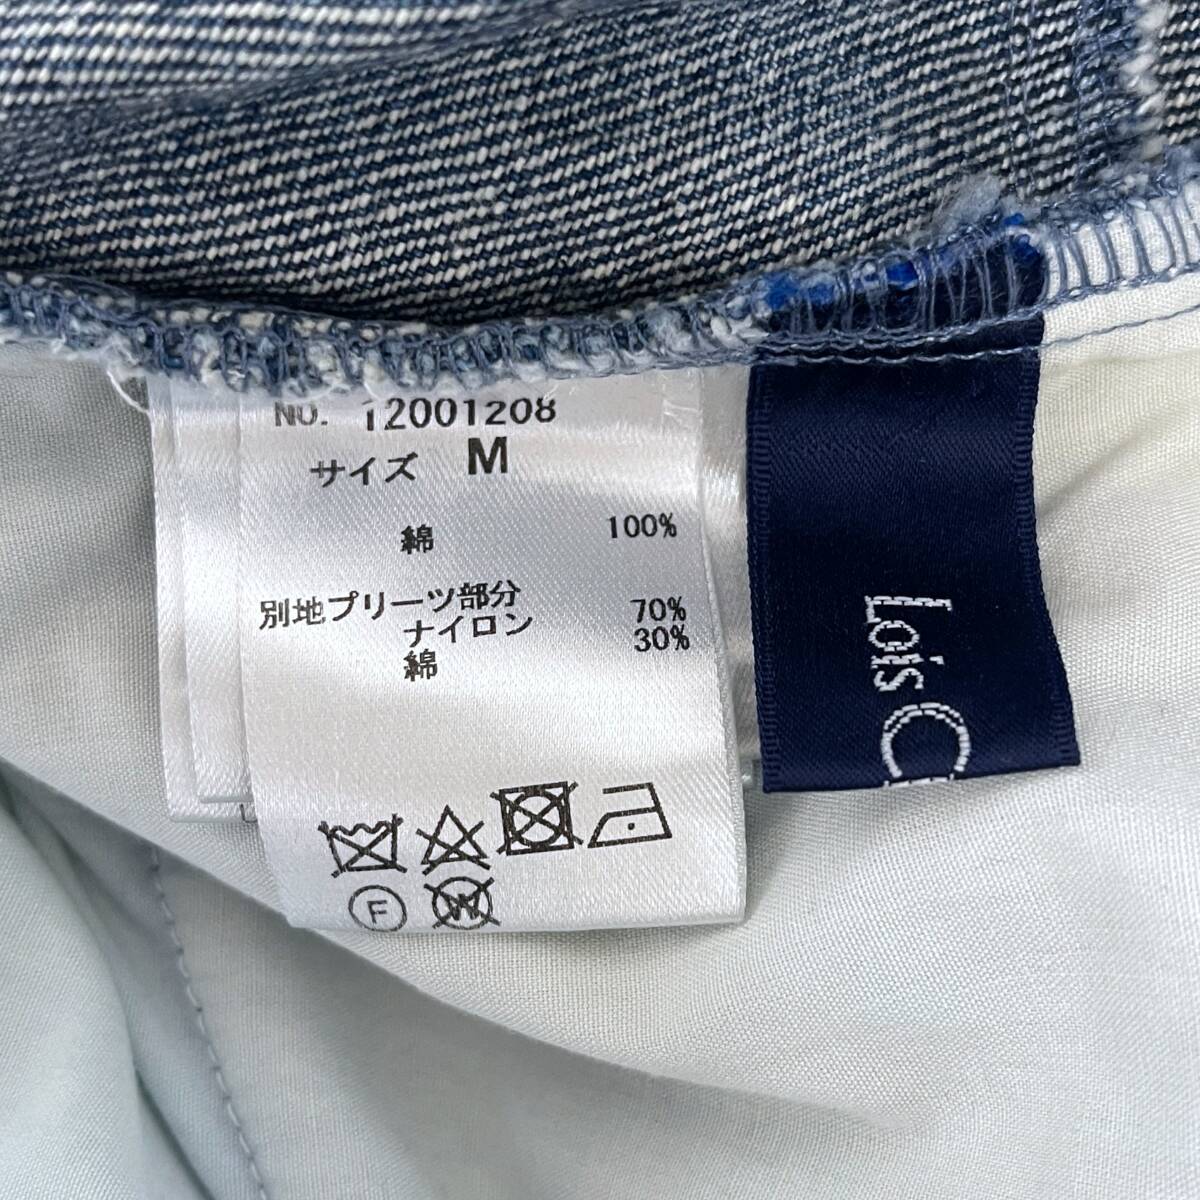 NO. 12001208
サイズ M
綿 100%
別地プリーツ部分
ナイロン 70%
綿 30%
F
W
Lois C